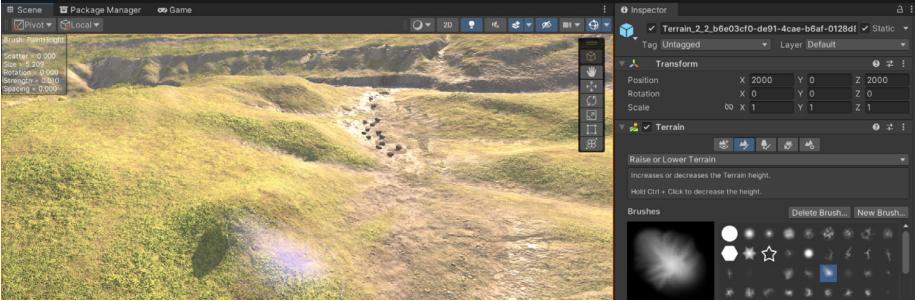 Scene Package Manager Game
Pivot Local 2D
Brush: PaintHeight
Scatter = 0.000
Size = 5.209
Rotation = 0.000
Strength = 0.010
Spacing = 0.000
Inspector
Terrain_2_2_b6e03cf0-de91-4cae-b6af-0128d Static
Tag Untagged Layer Default
Transform
Position X 2000 Y 0 Z 2000
Rotation X 0 Y 0 Z 0
Scale X 1 Y 1 Z 1
Terrain
Raise or Lower Terrain
Increases or decreases the Terrain height.
Hold Ctrl + Click to decrease the height.
Brushes Delete Brush... New Brush...